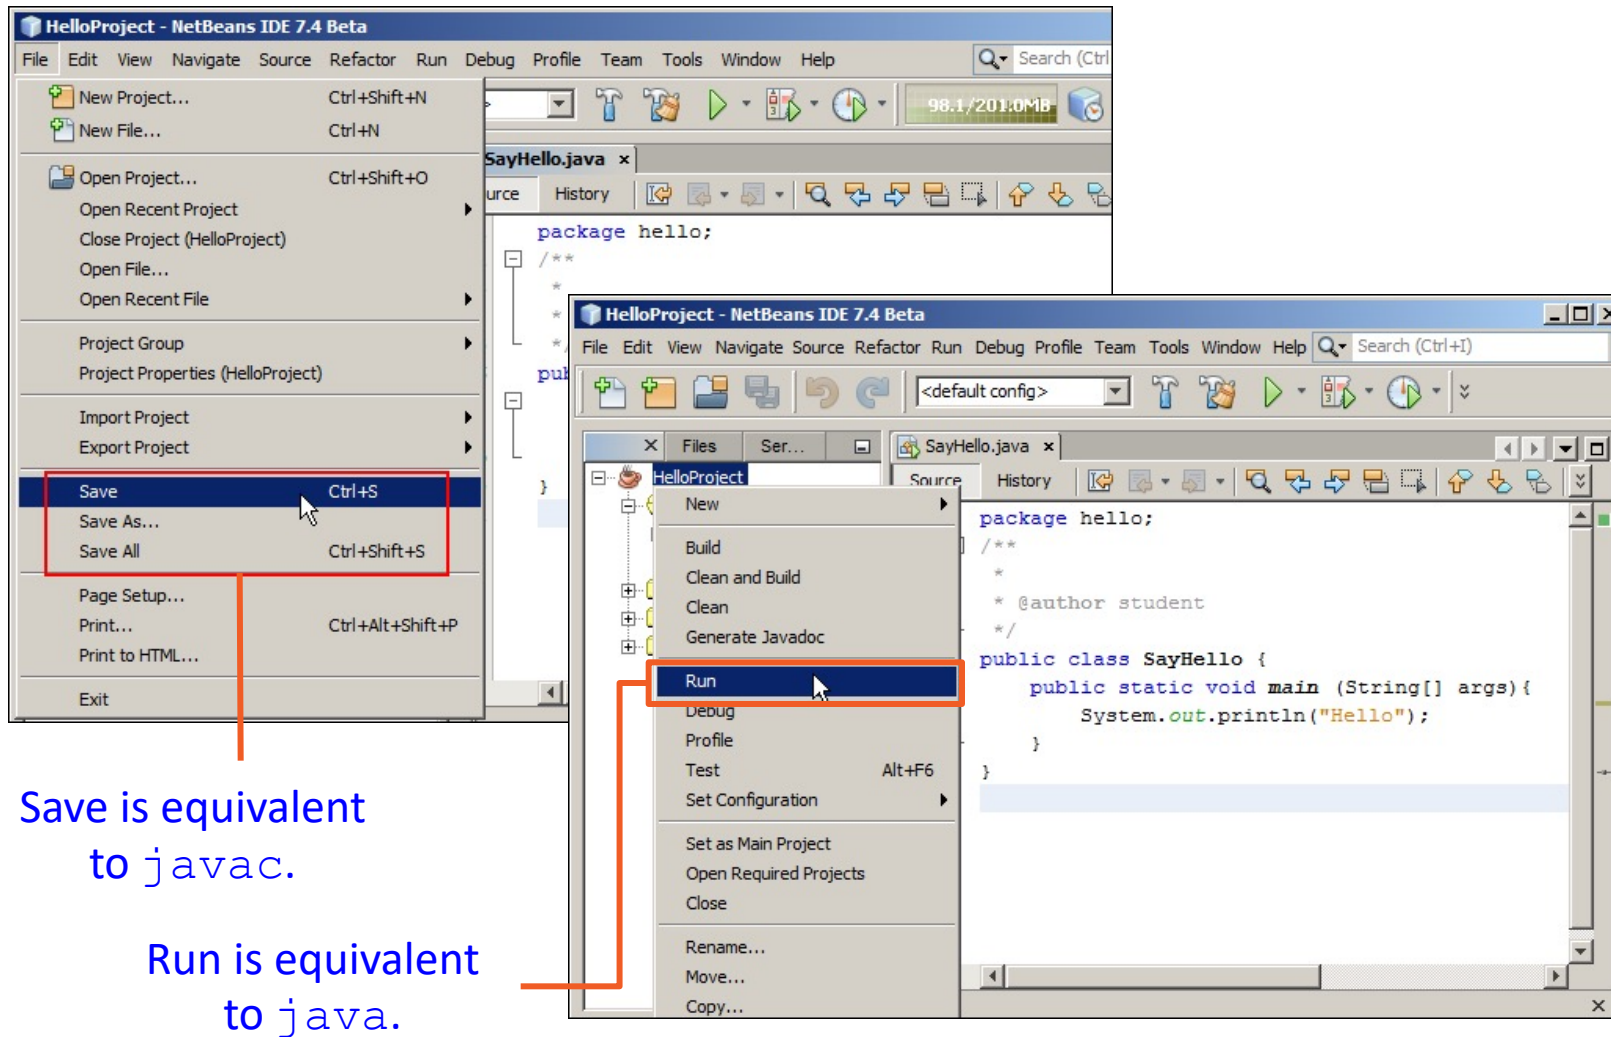 HelloProject - NetBeans IDE 7.4 Beta
File Edit View Navigate Source Refactor Run Debug Profile Team Tools Window Help Search (Ctrl
New Project... Ctrl+Shift+N
98.1/201.0MB
New File... Ctrl+N
Open Project... Ctrl+Shift+O
SayHello.java x
Open Recent Project
urce History
Close Project (HelloProject)
Open File...
Open Recent File
Project Group
Project Properties (HelloProject)
Import Project
Export Project
Save Ctrl+S
Save As...
Save All Ctrl+Shift+S
Page Setup...
Print... Ctrl+Alt+Shift+P
Print to HTML...
Exit
package hello;
/**
*
*
*/
pub
}
HelloProject - NetBeans IDE 7.4 Beta
File Edit View Navigate Source Refactor Run Debug Profile Team Tools Window Help Search (Ctrl+I)
<default config>
Files Ser... SayHello.java x
HelloProject
Source History
New
Build
Clean and Build
Clean
Generate Javadoc
Run
Debug
Profile
Test Alt+F6
Set Configuration
Set as Main Project
Open Required Projects
Close
Rename...
Move...
Copy...
package hello;
/**
*
* @author student
*/
public class SayHello {
public static void main (String[] args){
System.out.println("Hello");
}
}
Save is equivalent
to javac.
Run is equivalent
to java.